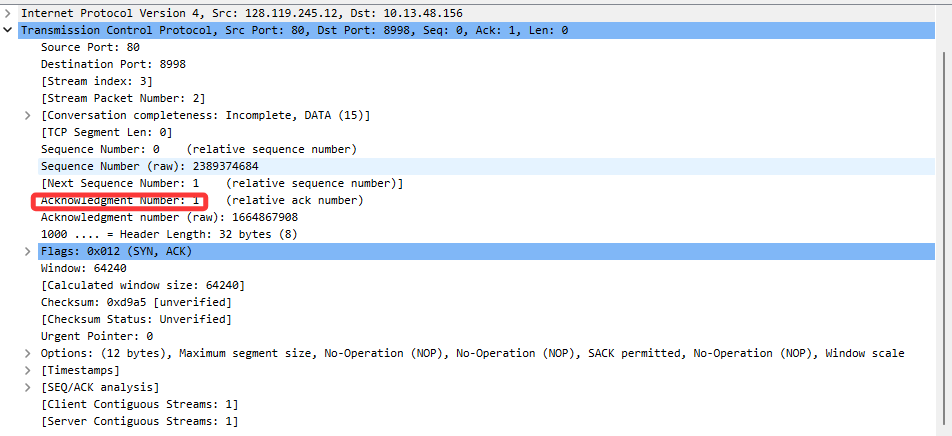 Internet Protocol Version 4, Src: 128.119.245.12, Dst: 10.13.48.156
Transmission Control Protocol, Src Port: 80, Dst Port: 8998, Seq: 0, Ack: 1, Len: 0
Source Port: 80
Destination Port: 8998
[Stream index: 3]
[Stream Packet Number: 2]
[Conversation completeness: Incomplete, DATA (15)]
[TCP Segment Len: 0]
Sequence Number: 0    (relative sequence number)
Sequence Number (raw): 2389374684
[Next Sequence Number: 1    (relative sequence number)]
Acknowledgment Number: 1    (relative ack number)
Acknowledgment number (raw): 1664867908
1000 .... = Header Length: 32 bytes (8)
Flags: 0x012 (SYN, ACK)
Window: 64240
[Calculated window size: 64240]
Checksum: 0xd9a5 [unverified]
[Checksum Status: Unverified]
Urgent Pointer: 0
Options: (12 bytes), Maximum segment size, No-Operation (NOP), No-Operation (NOP), SACK permitted, No-Operation (NOP), Window scale
[Timestamps]
[SEQ/ACK analysis]
[Client Contiguous Streams: 1]
[Server Contiguous Streams: 1]